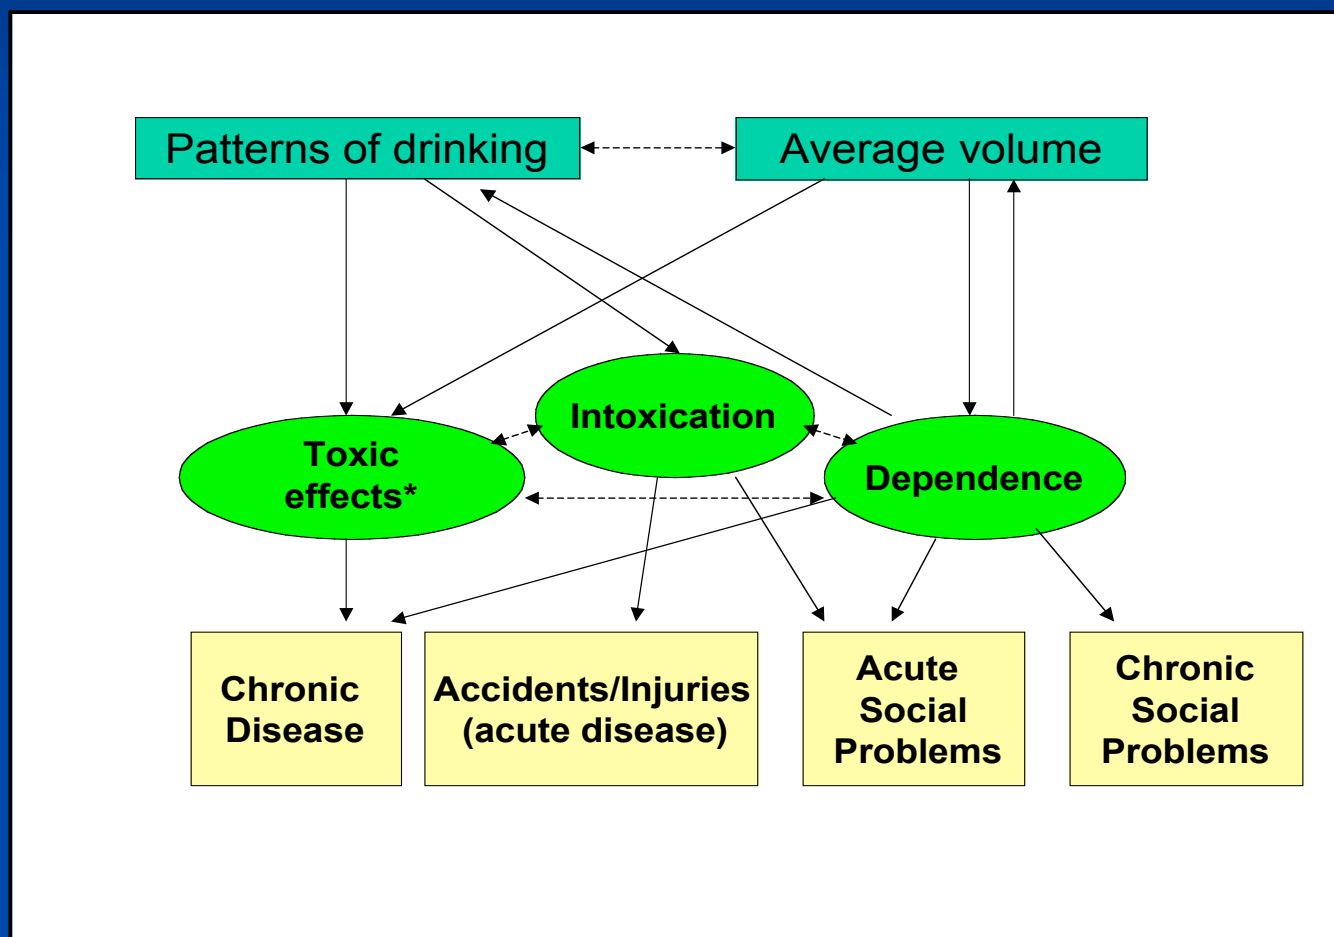 Patterns of drinking
Average volume
Intoxication
Toxic
effects*
Dependence
Chronic
Disease
Accidents/Injuries
(acute disease)
Acute
Social
Problems
Chronic
Social
Problems